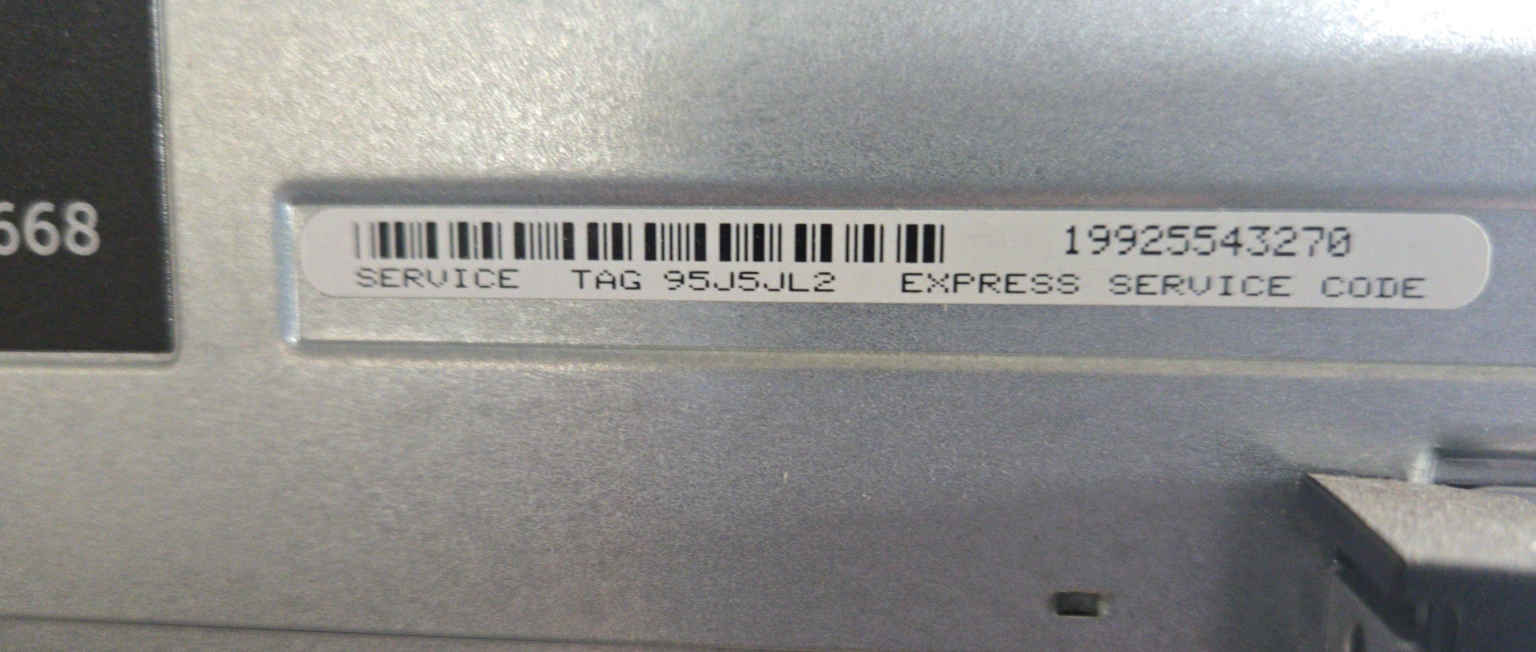 668
19925543270
SERVICE TAG 95J5JL2 EXPRESS SERVICE CODE